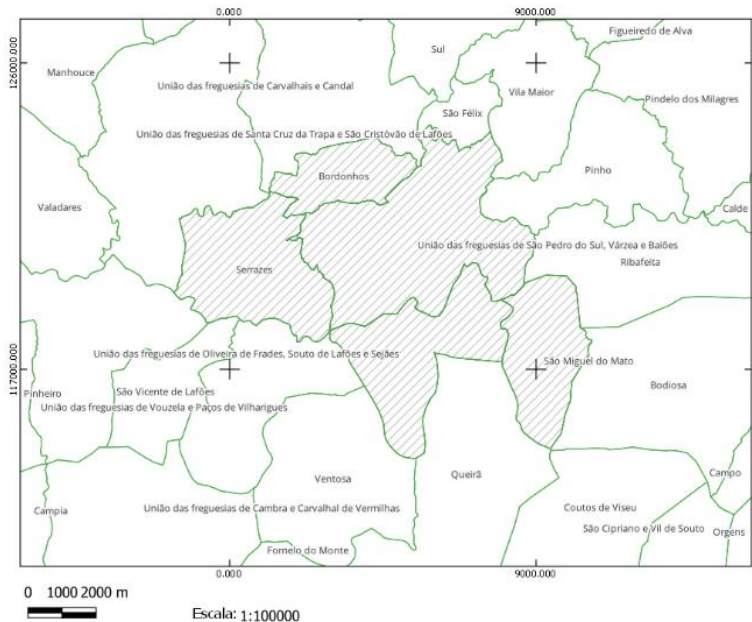 0.000
9000.000
Figueiredo de Alva
Sul
126000.000
Manhouce
União das freguesias de Carvalhais e Candal
Vila Maior
Pindelo dos Milagres
São Félix
União das freguesias de Santa Cruz da Trapa e São Cristóvão de Lafões
Bordonhos
Pinho
Valadares
Calde
União das freguesias de São Pedro do Sul, Várzea e Baiões
Ribafeita
Serrazes
União das freguesias de Oliveira de Frades, Souto de Lafões e Sejães
São Miguel do Mato
117000.000
Bodiosa
Pinheiro
São Vicente de Lafões
União das freguesias de Vouzela e Paços de Vilharigues
Ventosa
Queirã
Campo
Campia
União das freguesias de Cambra e Carvalhal de Vermilhas
Coutos de Viseu
São Cipriano e Vil de Souto
Orgens
Fornelo do Monte
126000.000
117000.000
0.000
9000.000
0 1000 2000 m
Escala: 1:100000